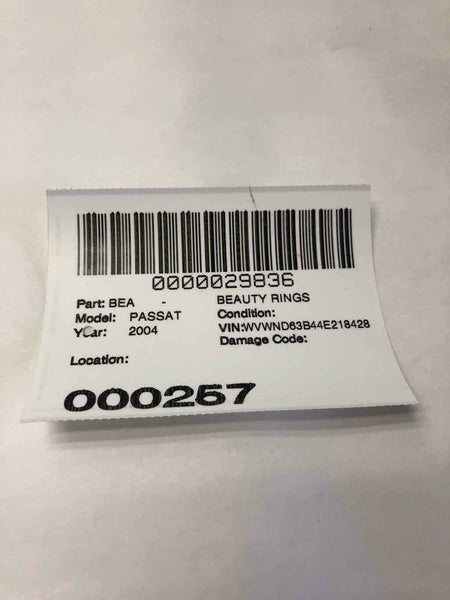 0000029836
Part: BEA - BEAUTY RINGS
Model: PASSAT Condition:
Year: 2004 VIN:WVWND63B44E218428
Damage Code:
Location:
000257